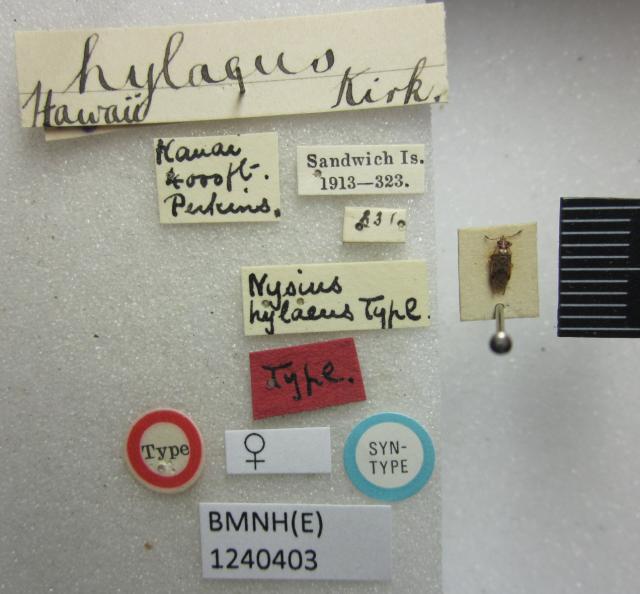 hylaeus
Hawaii Kirk.
Kauai
4000ft.
Perkins.
Sandwich Is.
1913—323.
Nysius
hylaeus Type.
Type.
Type
♀
SYN-
TYPE
BMNH(E)
1240403